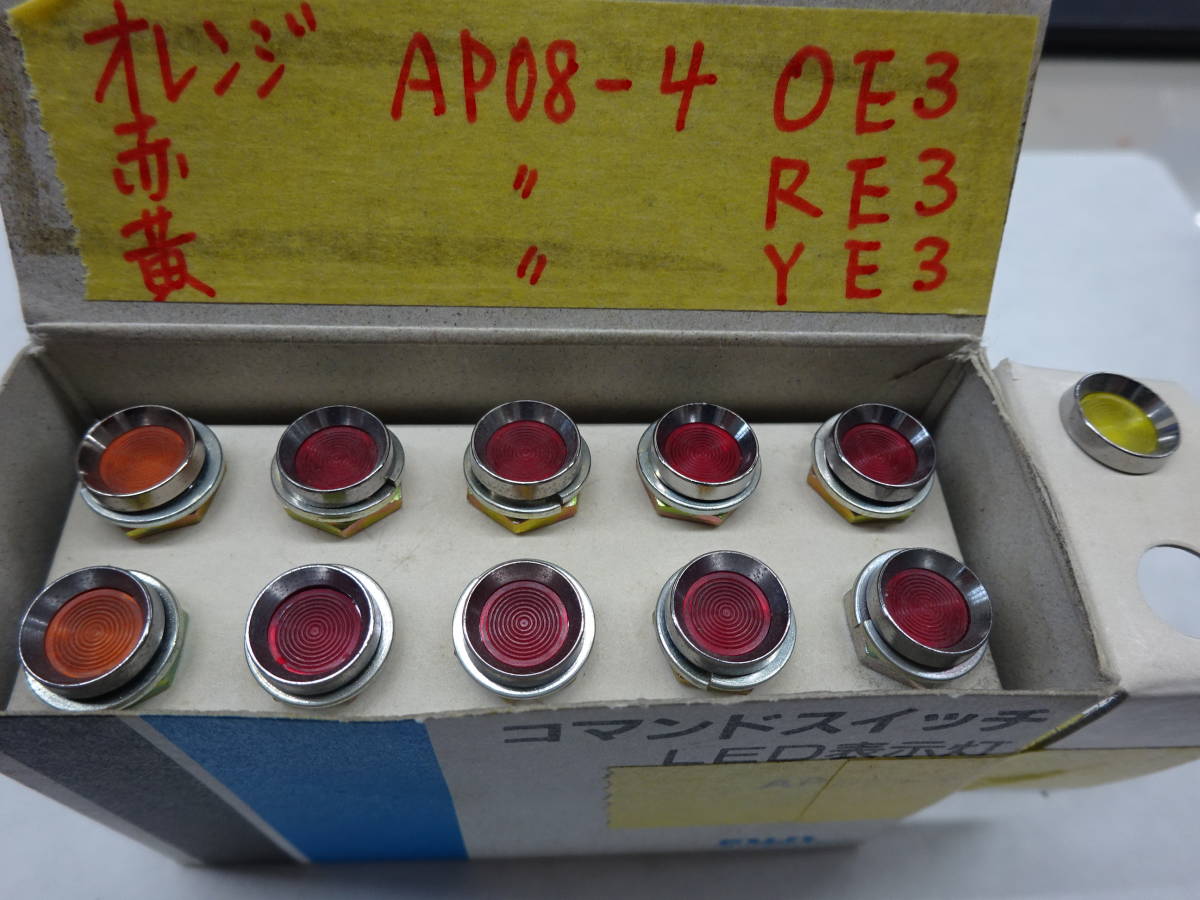 オレンジ AP08-4 OE3
赤 〃 RE3
黄 〃 YE3
コマンドスイッチ
LED表示灯
AP